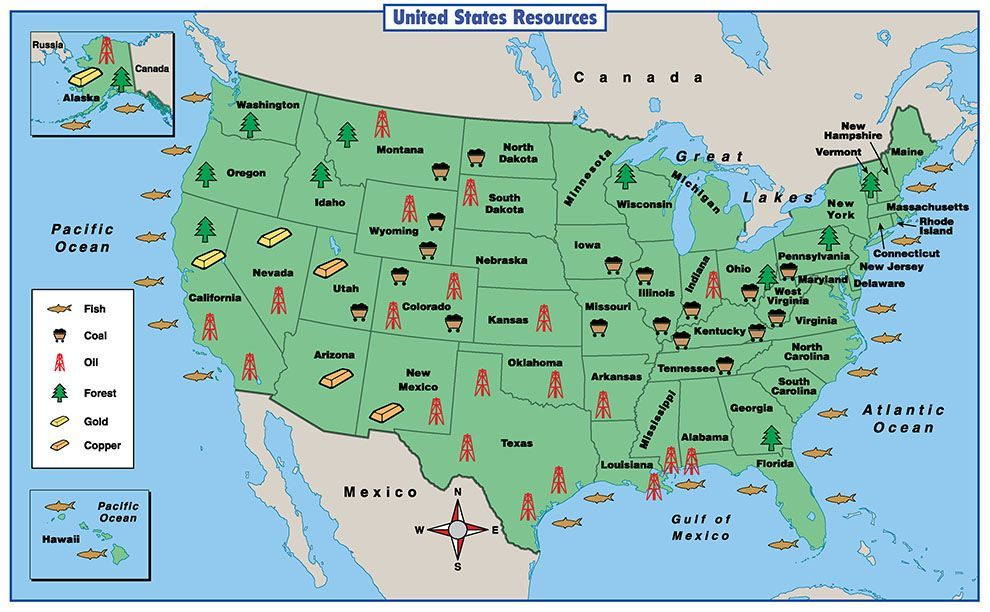 United States Resources
Russia
Canada
Alaska
Canada
Washington
Oregon
Idaho
Montana
North
Dakota
South
Dakota
Minnesota
Wisconsin
Michigan
Great
Lakes
New
Hampshire
Vermont
Maine
New
York
Massachusetts
Rhode
Island
Connecticut
New Jersey
Pennsylvania
Maryland
Delaware
Pacific
Ocean
Wyoming
Nebraska
Iowa
Illinois
Indiana
Ohio
West
Virginia
Virginia
Nevada
Utah
Colorado
Kansas
Missouri
Kentucky
California
Arizona
New
Mexico
Oklahoma
Arkansas
Tennessee
North
Carolina
South
Carolina
Texas
Louisiana
Mississippi
Alabama
Georgia
Florida
Atlantic
Ocean
Fish
Coal
Oil
Forest
Gold
Copper
Pacific
Ocean
Hawaii
Mexico
N
W
E
S
Gulf of
Mexico